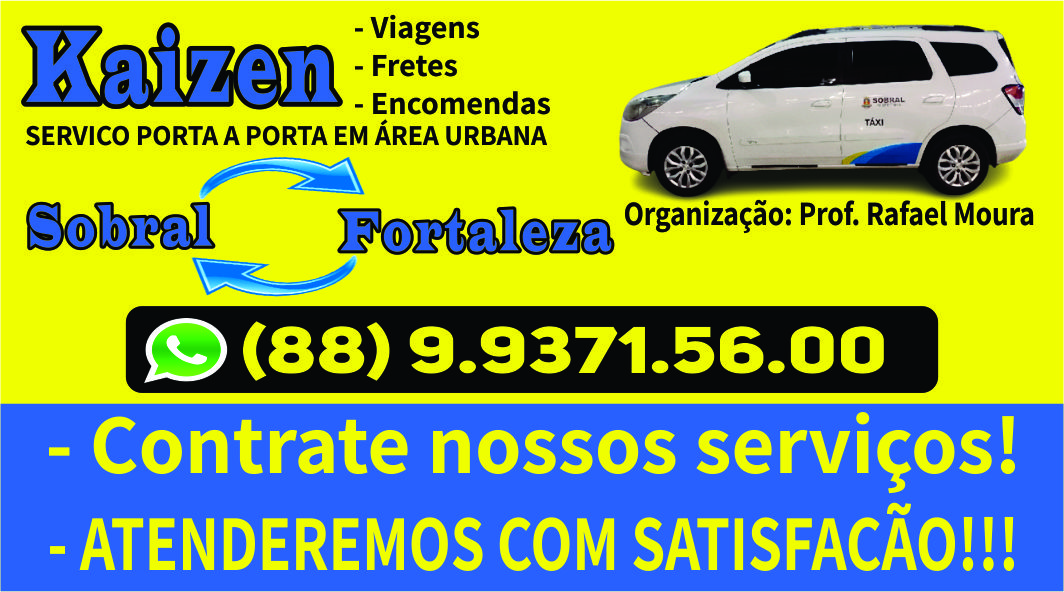 Kaizen
- Viagens
- Fretes
- Encomendas
SERVICO PORTA A PORTA EM ÁREA URBANA
Sobral
Fortaleza
SOBRAL
TÁXI
Organização: Prof. Rafael Moura
(88) 9.9371.56.00
- Contrate nossos serviços!
- ATENDEREMOS COM SATISFACÃO!!!